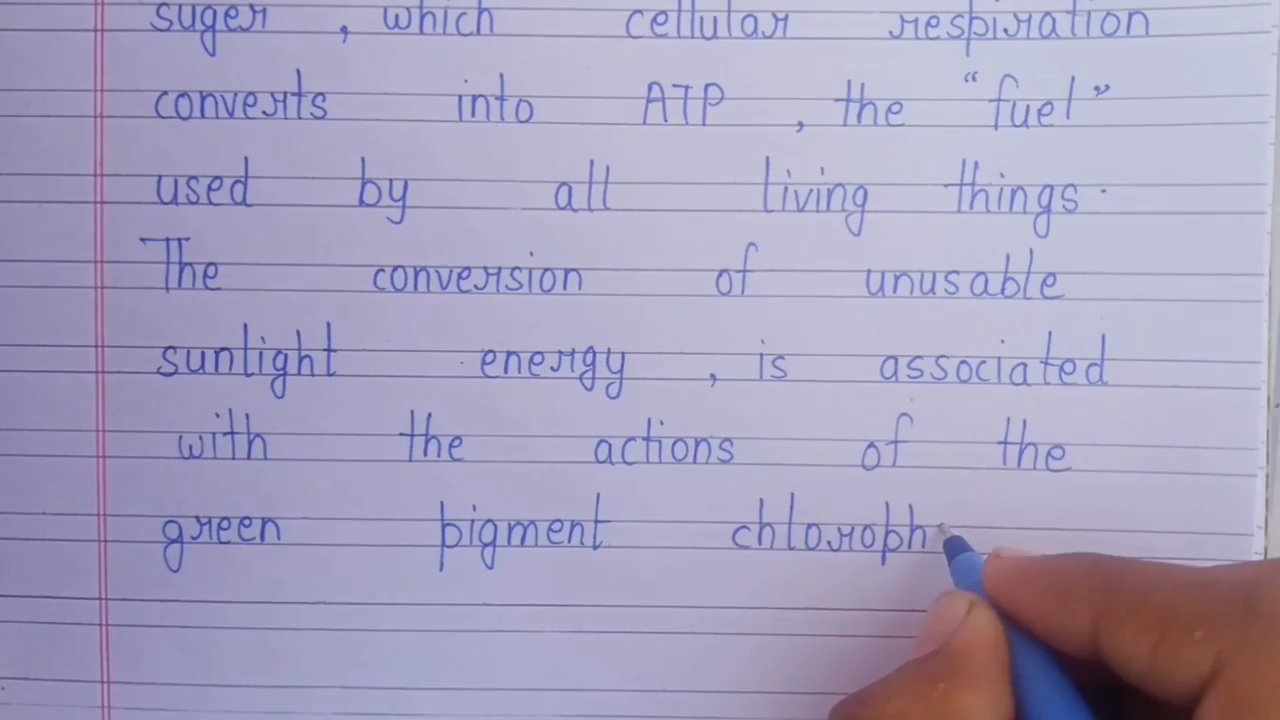 suger , which cellular respiration
converts into ATP , the “fuel”
used by all living things.
The conversion of unusable
sunlight energy , is associated
with the actions of the
green pigment chloroph